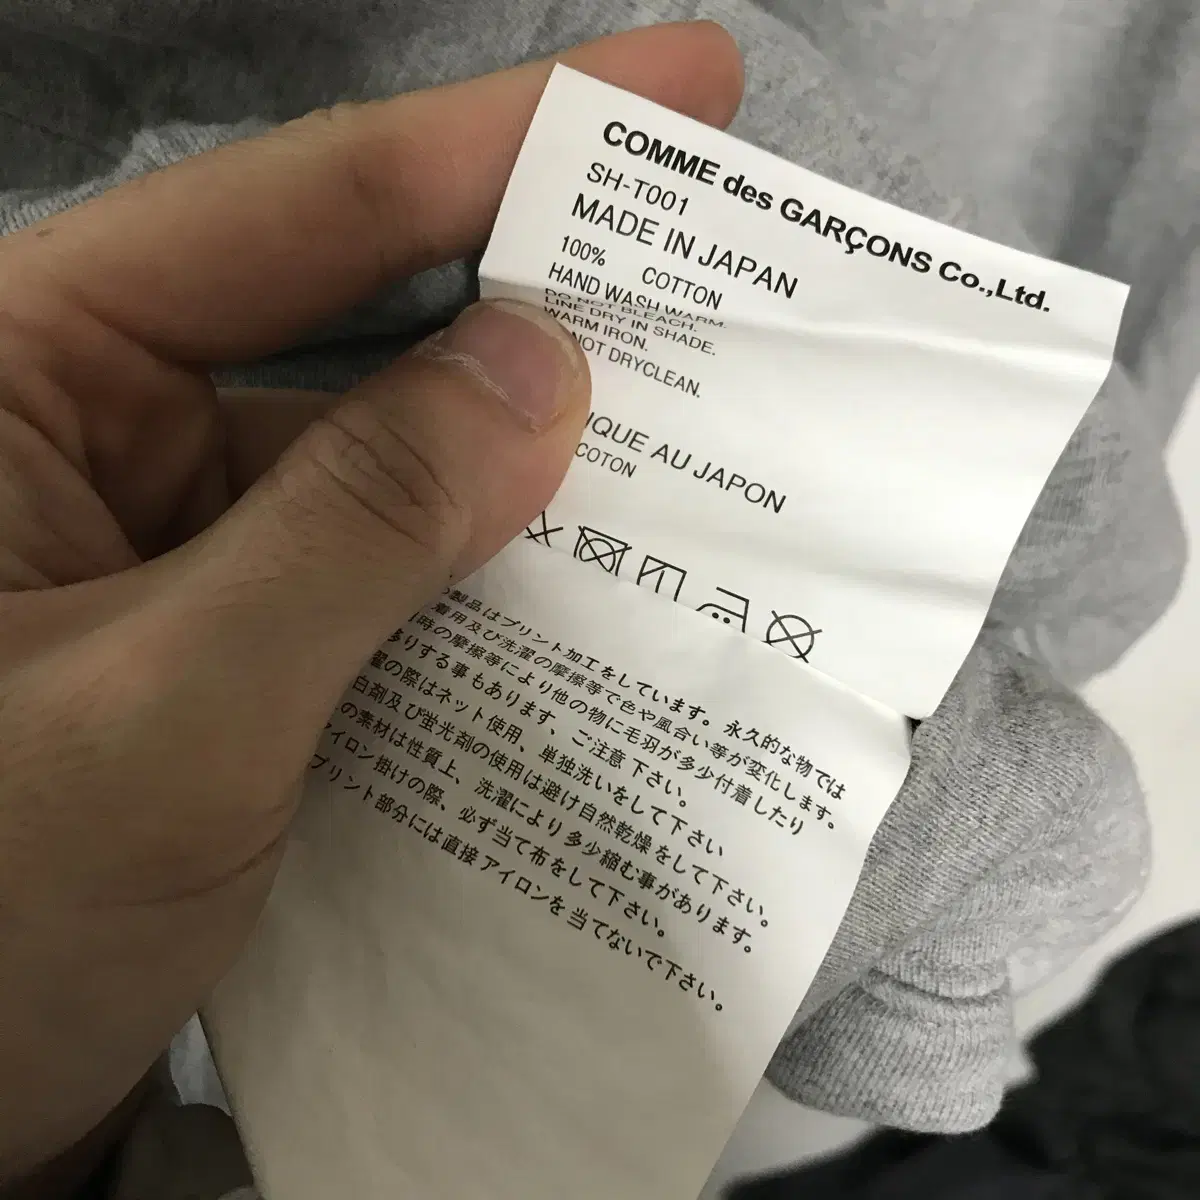 COMME des GARÇONS Co.,Ltd.
SH-T001
MADE IN JAPAN
100% COTTON
HAND WASH WARM.
DO NOT BLEACH.
LINE DRY IN SHADE.
WARM IRON.
NOT DRYCLEAN.
IQUE AU JAPON
COTON
製品はプリント加工をしています。永久的な物では
着用及び洗濯の摩擦等で色や風合い等が変化します。
時の摩擦等により他の物に毛羽が多少付着したり
移りする事もあります、ご注意下さい。
濯の際はネット使用、単独洗いをして下さい
白剤及び蛍光剤の使用は避け自然乾燥をして下さい。
の素材は性質上、洗濯により多少縮む事があります。
イロン掛けの際、必ず当て布をして下さい。
プリント部分には直接アイロンを当てないで下さい。